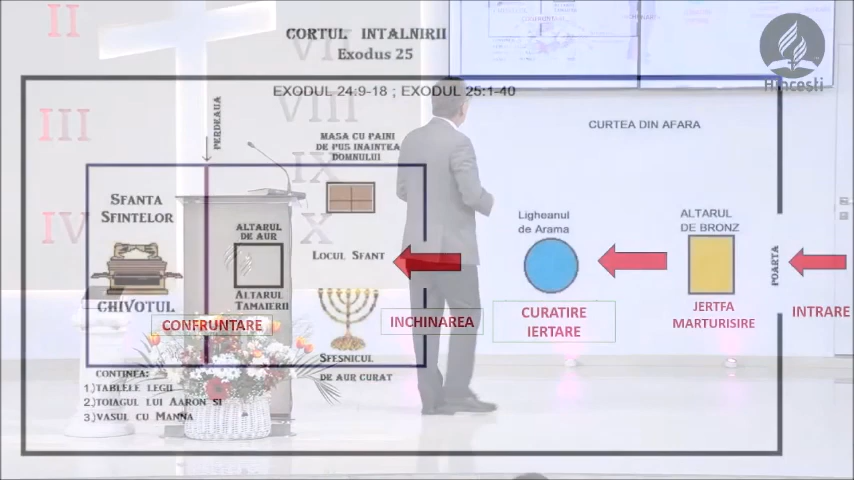 CORTUL INTALNIRII
Exodus 25
EXODUL 24:9-18 ; EXODUL 25:1-40
Hîncești
II
III
IV
VIII
IX
X
PERDEAUA
MASA CU PAINI
DE PUS INAINTEA
DOMNULUI
CURTEA DIN AFARA
SFANTA
SFINTELOR
CHIVOTUL
ALTARUL
DE AUR
ALTARUL
TAMAIERII
LOCUL SFANT
Ligheanul
de Arama
ALTARUL
DE BRONZ
POARTA
CONFRUNTARE
INCHINAREA
CURATIRE
IERTARE
JERTFA
MARTURISIRE
INTRARE
SFESNICUL
DE AUR CURAT
CONTINEA:
1.)TABLELE LEGII
2.)TOIAGUL LUI AARON SI
3.)VASUL CU MANNA